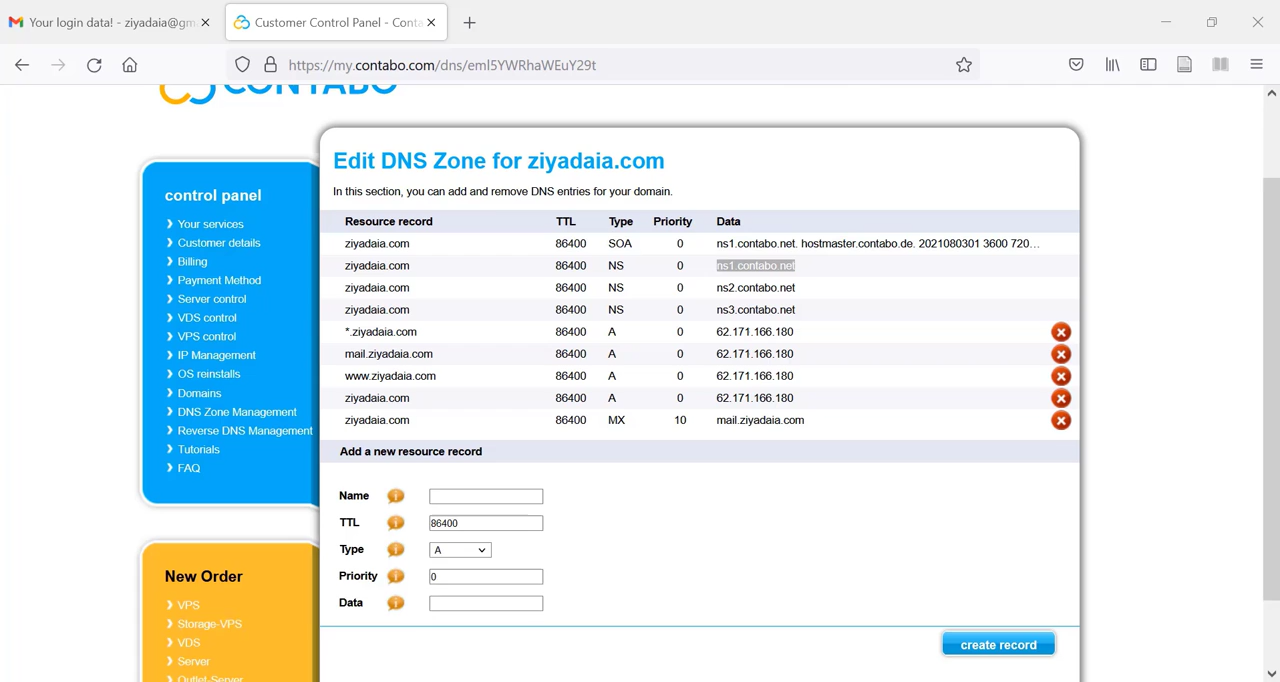 Your login data! - ziyadaia@gm
Customer Control Panel - Conta
https://my.contabo.com/dns/eml5YWRhaWEuY29t
CONTABO
Edit DNS Zone for ziyadaia.com
In this section, you can add and remove DNS entries for your domain.
Resource record TTL Type Priority Data
ziyadaia.com 86400 SOA 0 ns1.contabo.net. hostmaster.contabo.de. 2021080301 3600 720...
ziyadaia.com 86400 NS 0 ns1.contabo.net
ziyadaia.com 86400 NS 0 ns2.contabo.net
ziyadaia.com 86400 NS 0 ns3.contabo.net
*.ziyadaia.com 86400 A 0 62.171.166.180
mail.ziyadaia.com 86400 A 0 62.171.166.180
www.ziyadaia.com 86400 A 0 62.171.166.180
ziyadaia.com 86400 A 0 62.171.166.180
ziyadaia.com 86400 MX 10 mail.ziyadaia.com
Add a new resource record
Name
TTL 86400
Type A
Priority 0
Data
create record
control panel
Your services
Customer details
Billing
Payment Method
Server control
VDS control
VPS control
IP Management
OS reinstalls
Domains
DNS Zone Management
Reverse DNS Management
Tutorials
FAQ
New Order
VPS
Storage-VPS
VDS
Server
Outlet-Server